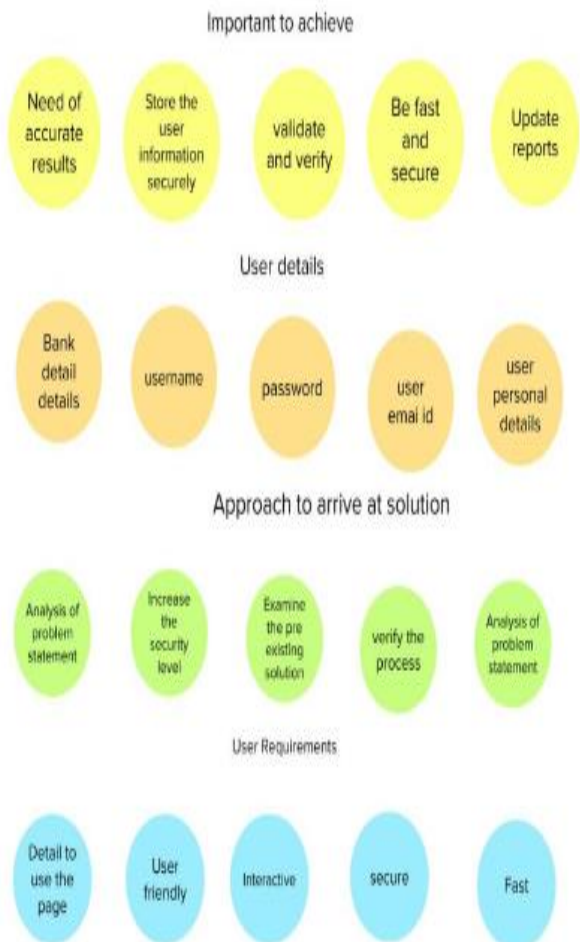 Important to achieve
Need of
accurate
results
Store the
user
information
securely
validate
and verify
Be fast
and
secure
Update
reports
User details
Bank
detail
details
username
password
user
emai id
user
personal
details
Approach to arrive at solution
Analysis of
problem
statement
Increase
the
security
level
Examine
the pre
existing
solution
verify the
process
Analysis of
problem
statement
User Requirements
Detail to
use the
page
User
friendly
Interactive
secure
Fast